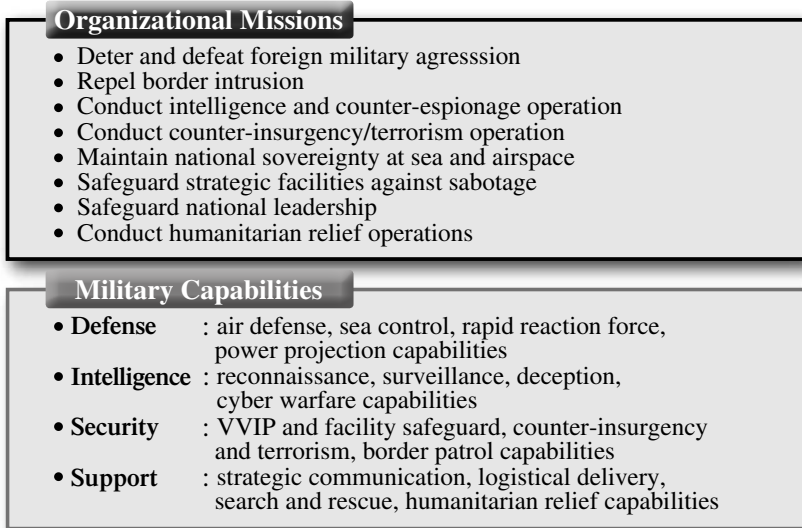 Organizational Missions
• Deter and defeat foreign military agresssion
• Repel border intrusion
• Conduct intelligence and counter-espionage operation
• Conduct counter-insurgency/terrorism operation
• Maintain national sovereignty at sea and airspace
• Safeguard strategic facilities against sabotage
• Safeguard national leadership
• Conduct humanitarian relief operations
Military Capabilities
• Defense : air defense, sea control, rapid reaction force,
power projection capabilities
• Intelligence : reconnaissance, surveillance, deception,
cyber warfare capabilities
• Security : VVIP and facility safeguard, counter-insurgency
and terrorism, border patrol capabilities
• Support : strategic communication, logistical delivery,
search and rescue, humanitarian relief capabilities